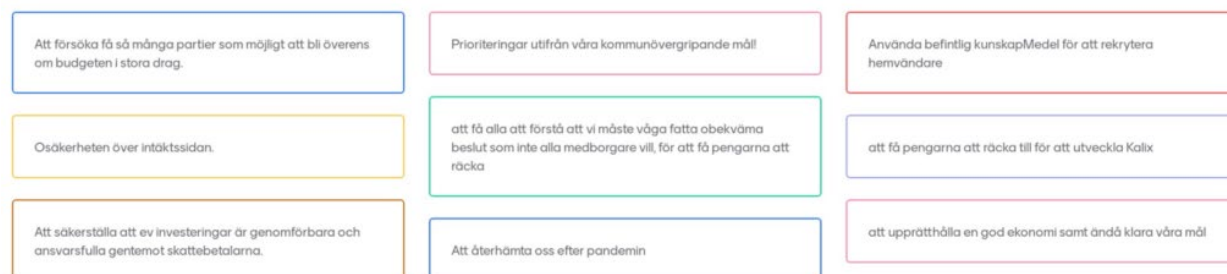 Att försöka få så många partier som möjligt att bli överens
om budgeten i stora drag.
Osäkerheten över intäktssidan.
Att säkerställa att ev investeringar är genomförbara och
ansvarsfulla gentemot skattebetalarna.
Prioriteringar utifrån våra kommunövergripande mål!
att få alla att förstå att vi måste våga fatta obekväma
beslut som inte alla medborgare vill, för att få pengarna att
räcka
Att återhämta oss efter pandemin
Använda befintlig kunskapMedel för att rekrytera
hemvändare
att få pengarna att räcka till för att utveckla Kalix
att upprätthålla en god ekonomi samt ändå klara våra mål